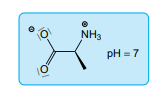 ⊖ ⊕
O NH₃
O pH = 7